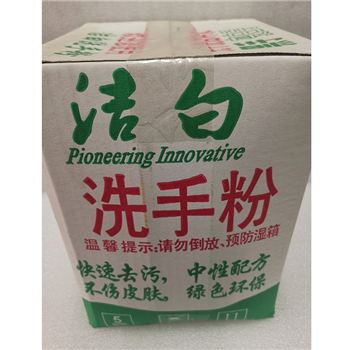 洁白
Pioneering Innovative
洗手粉
温馨提示:请勿倒放、预防湿箱
快速去污, 中性配方
不伤皮肤。 绿色环保
5